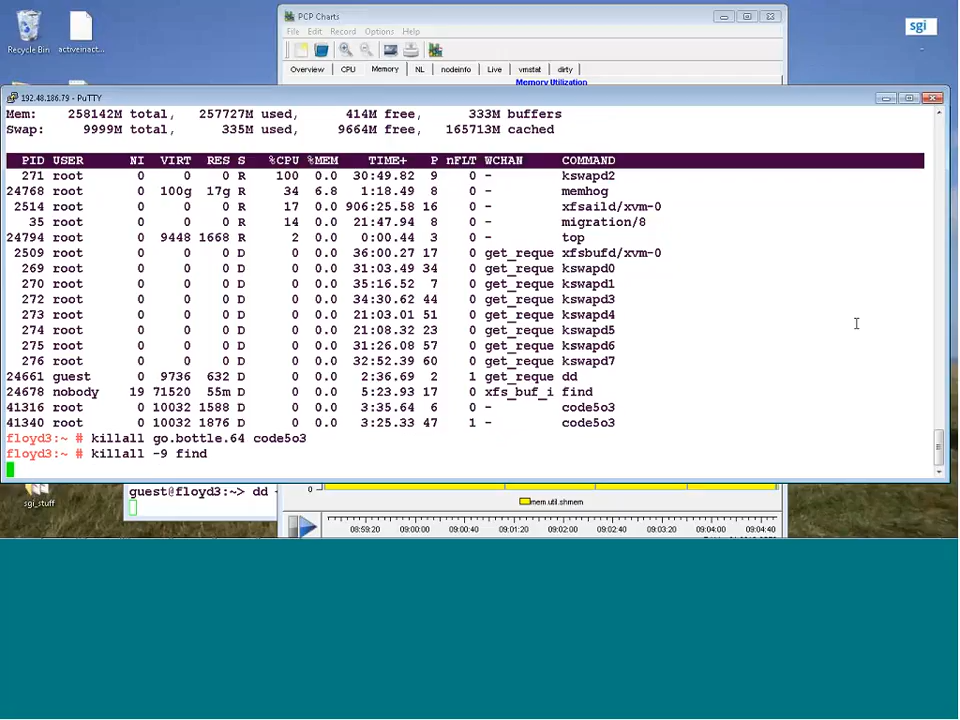 PCP Charts
sgi
File Edit Record Options Help
Recycle Bin
activeinact...
Overview CPU Memory NL nodeinfo Live vmstat dirty
Memory Utilization
192.48.186.79 - PuTTY
Mem: 258142M total, 257727M used, 414M free, 333M buffers
Swap: 9999M total, 335M used, 9664M free, 165713M cached
PID USER NI VIRT RES S %CPU %MEM TIME+ P nFLT WCHAN COMMAND
271 root 0 0 0 R 100 0.0 30:49.82 9 0 - kswapd2
24768 root 0 100g 17g R 34 6.8 1:18.49 8 0 - memhog
2514 root 0 0 0 R 17 0.0 906:25.58 16 0 - xfsaild/xvm-0
35 root 0 0 0 R 14 0.0 21:47.94 8 0 - migration/8
24794 root 0 9448 1668 R 2 0.0 0:00.44 3 0 - top
2509 root 0 0 0 D 0 0.0 36:00.27 17 0 get_reque xfsbufd/xvm-0
269 root 0 0 0 D 0 0.0 31:03.49 34 0 get_reque kswapd0
270 root 0 0 0 D 0 0.0 35:16.52 7 0 get_reque kswapd1
272 root 0 0 0 D 0 0.0 34:30.62 44 0 get_reque kswapd3
273 root 0 0 0 D 0 0.0 21:03.01 51 0 get_reque kswapd4
274 root 0 0 0 D 0 0.0 21:08.32 23 0 get_reque kswapd5
275 root 0 0 0 D 0 0.0 31:26.08 57 0 get_reque kswapd6
276 root 0 0 0 D 0 0.0 32:52.39 60 0 get_reque kswapd7
24661 guest 0 9736 632 D 0 0.0 2:36.69 2 1 get_reque dd
24678 nobody 19 71520 55m D 0 0.0 5:23.93 17 0 xfs_buf_i find
41316 root 0 10032 1588 D 0 0.0 3:35.64 6 0 - code5o3
41340 root 0 10032 1876 D 0 0.0 3:25.33 47 1 - code5o3
floyd3:~ # killall go.bottle.64 code5o3
floyd3:~ # killall -9 find
guest@floyd3:~> dd
0
sgi_stuff
mem.util.shmem
08:59:20 09:00:00 09:00:40 09:01:20 09:02:00 09:02:40 09:03:20 09:04:00 09:04:40